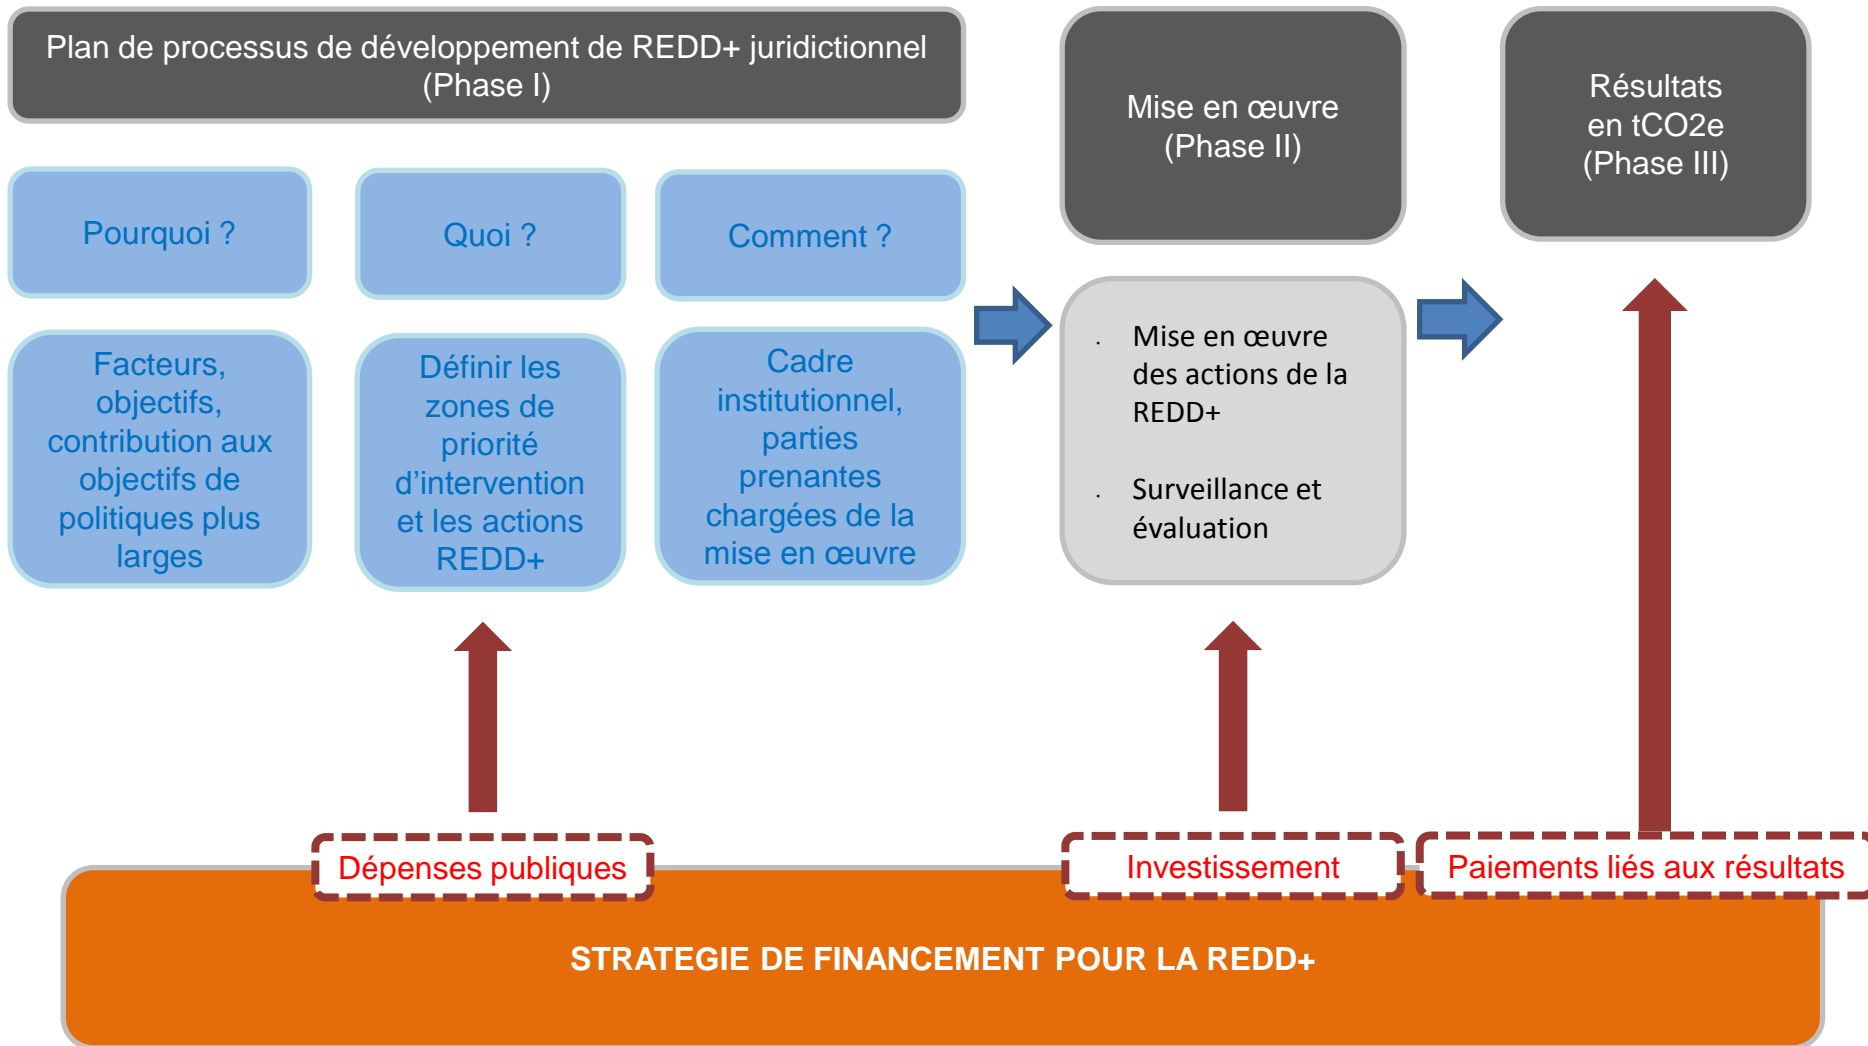 Plan de processus de développement de REDD+ juridictionnel
(Phase I)
Mise en œuvre
(Phase II)
Résultats
en tCO2e
(Phase III)
Pourquoi ?
Quoi ?
Comment ?
Facteurs,
objectifs,
contribution aux
objectifs de
politiques plus
larges
Définir les
zones de
priorité
d’intervention
et les actions
REDD+
Cadre
institutionnel,
parties
prenantes
chargées de la
mise en œuvre
. Mise en œuvre
des actions de la
REDD+
. Surveillance et
évaluation
Dépenses publiques
Investissement
Paiements liés aux résultats
STRATEGIE DE FINANCEMENT POUR LA REDD+